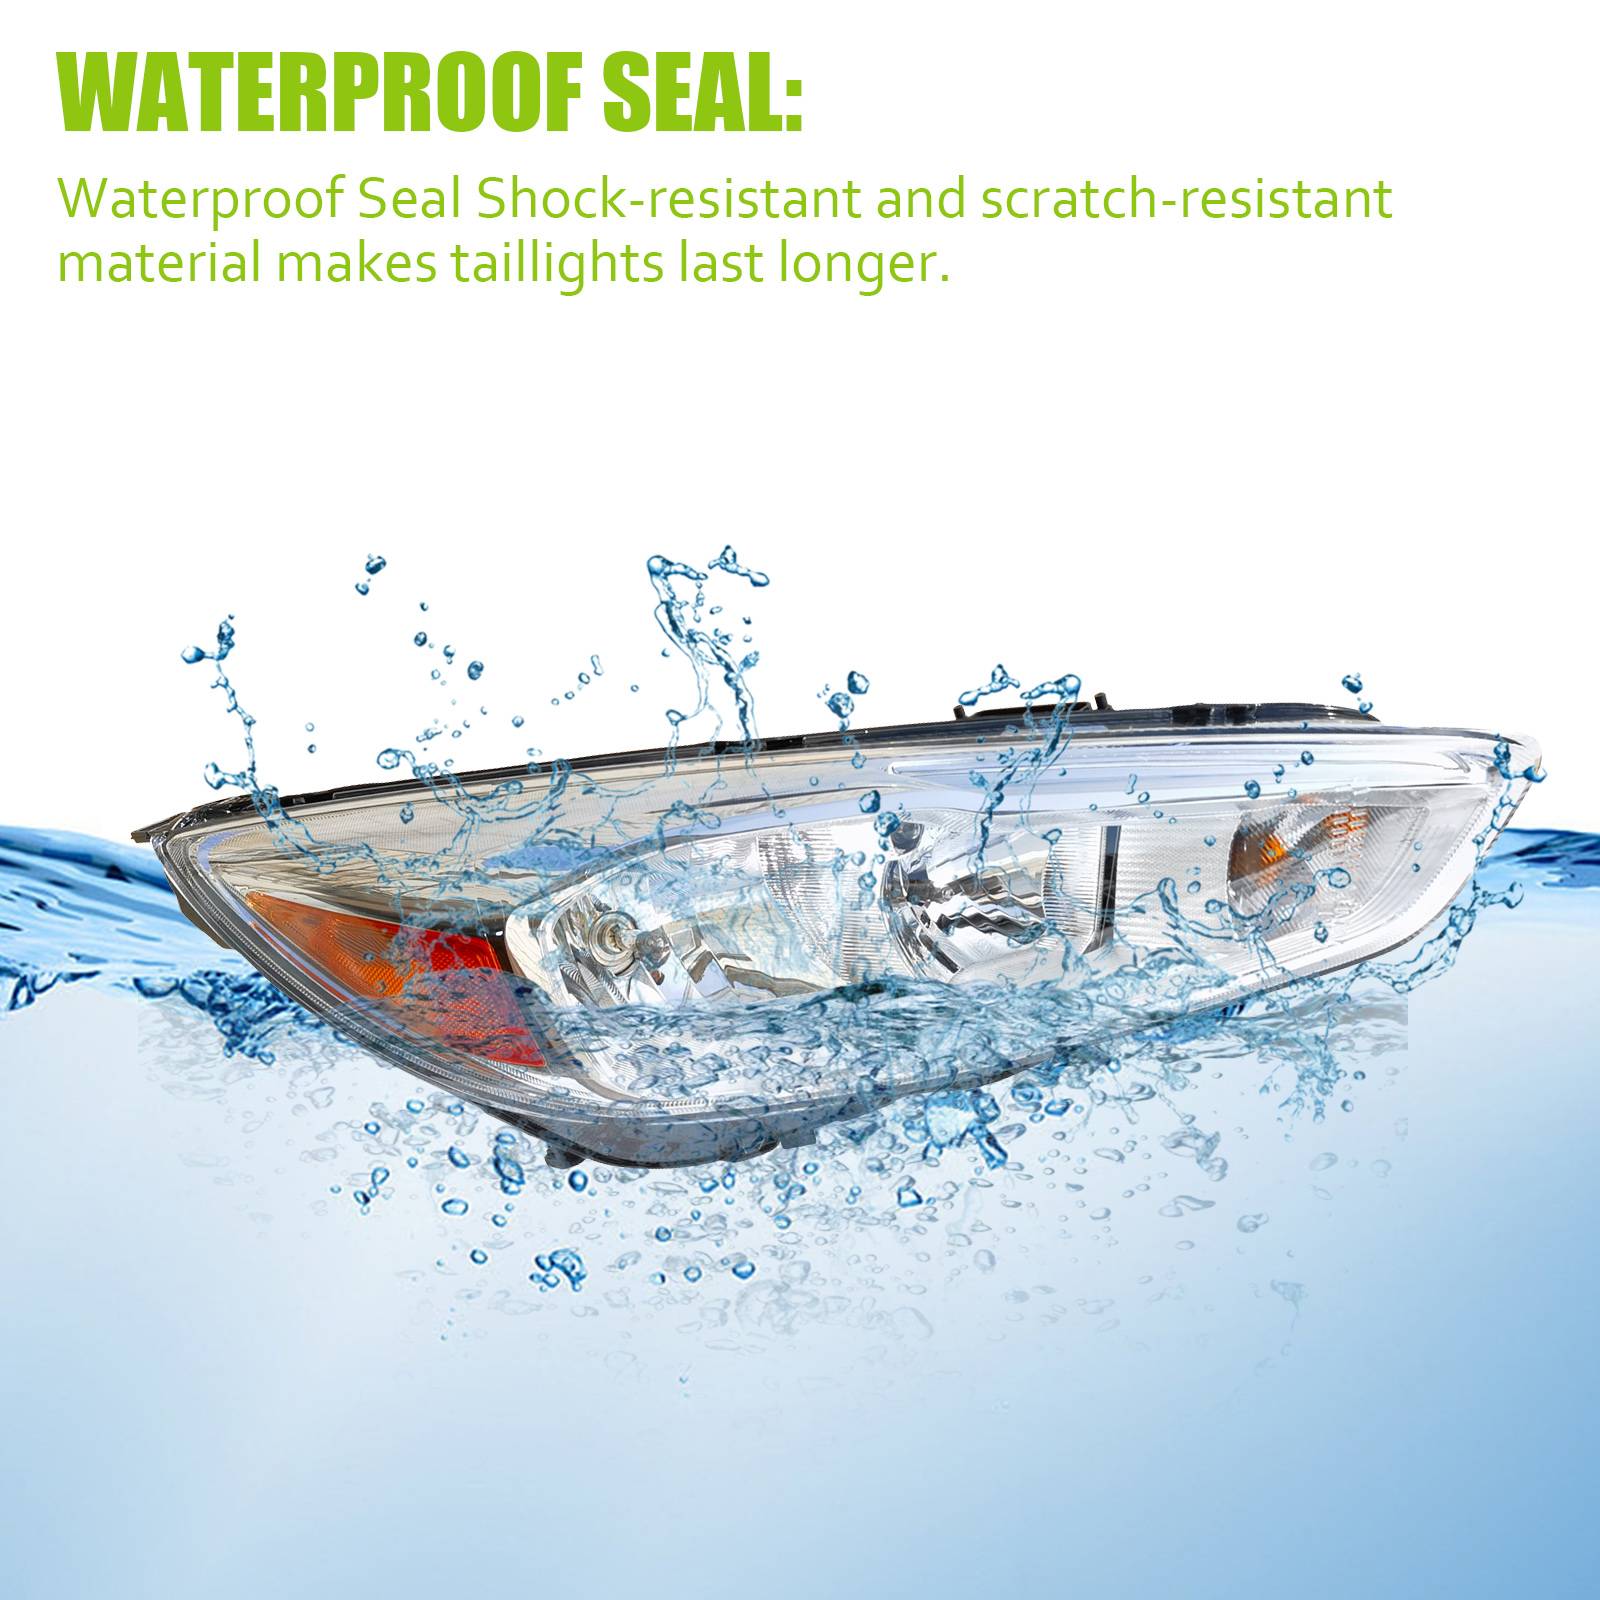 WATERPROOF SEAL:
Waterproof Seal Shock-resistant and scratch-resistant
material makes taillights last longer.